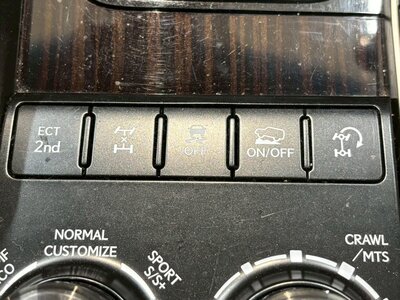 ECT
2nd
OFF
ON/OFF
NORMAL
CUSTOMIZE
SPORT
S/S+
CRAWL
/MTS